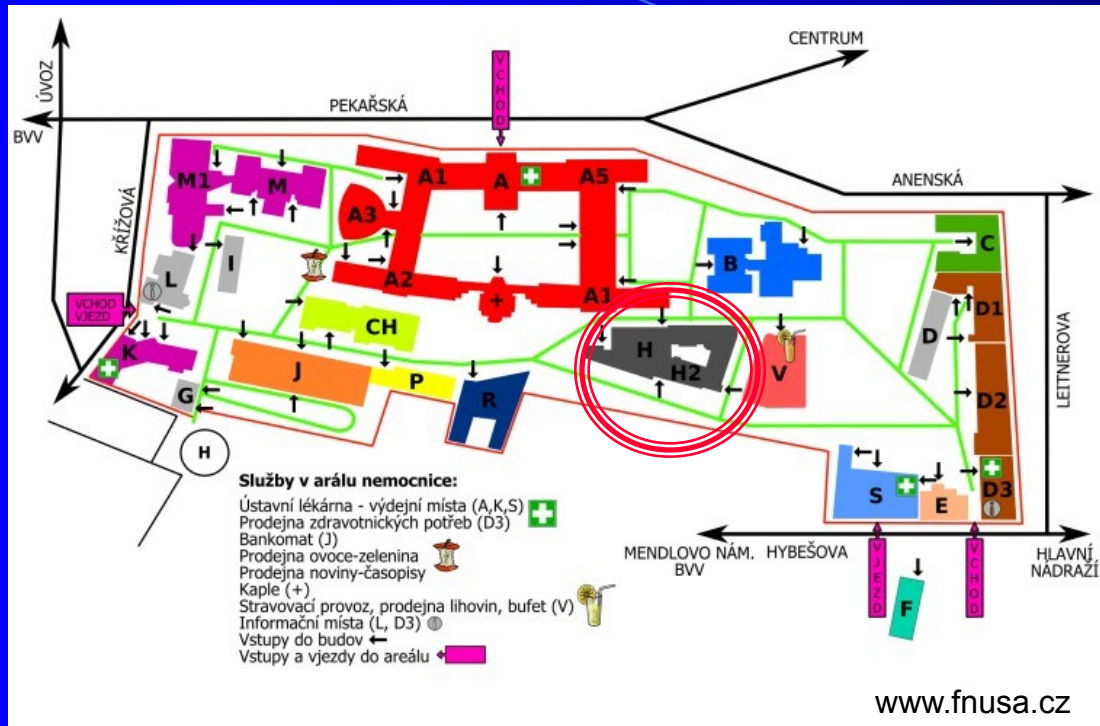 CENTRUM
ÚVOZ
VCHOD
PEKAŘSKÁ
BVV
M1
M
A1
A
A5
ANENSKÁ
KŘÍŽOVÁ
A3
C
I
L
B
A2
A1
+
D1
VCHOD
VJEZD
CH
D
K
H
J
P
H2
V
LEITNEROVA
G
R
D2
H
Služby v arálu nemocnice:
Ústavní lékárna - výdejní místa (A,K,S)
Prodejna zdravotnických potřeb (D3)
Bankomat (J)
Prodejna ovoce-zelenina
Prodejna noviny-časopisy
Kaple (+)
Stravovací provoz, prodejna lihovin, bufet (V)
Informační místa (L, D3)
Vstupy do budov
Vstupy a vjezdy do areálu
S
E
D3
MENDLOVO NÁM.
BVV
HYBEŠOVA
VJEZD
VCHOD
HLAVNÍ
NÁDRAŽÍ
F
www.fnusa.cz